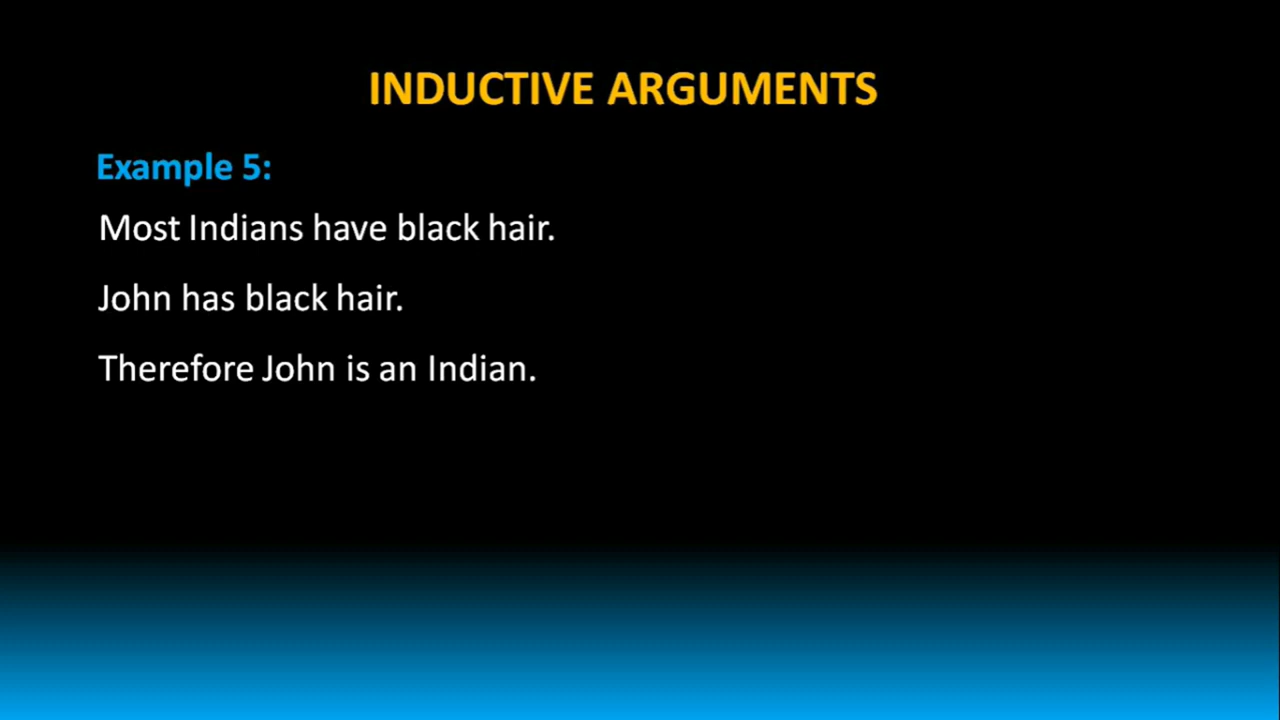 INDUCTIVE ARGUMENTS
Example 5:
Most Indians have black hair.
John has black hair.
Therefore John is an Indian.